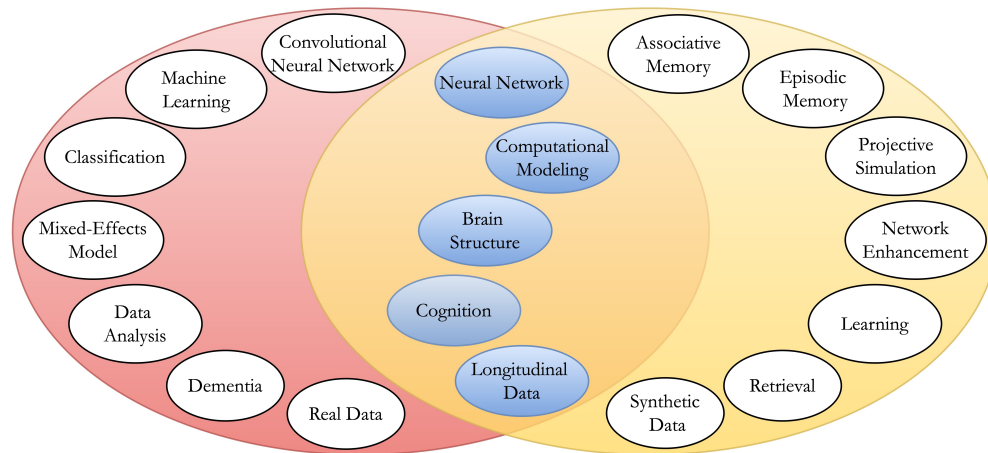 Convolutional
Neural Network
Machine
Learning
Classification
Mixed-Effects
Model
Data
Analysis
Dementia
Real Data
Neural Network
Computational
Modeling
Brain
Structure
Cognition
Longitudinal
Data
Associative
Memory
Episodic
Memory
Projective
Simulation
Network
Enhancement
Learning
Retrieval
Synthetic
Data